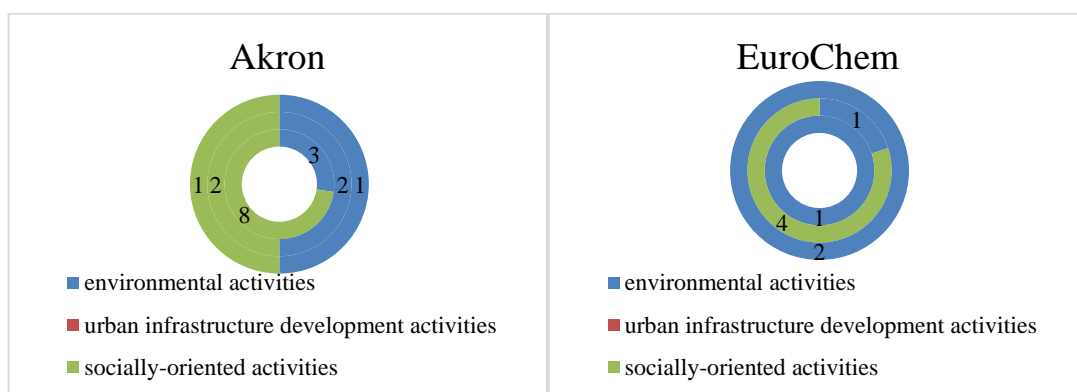 Akron
3
1 2 2 1
8
environmental activities
urban infrastructure development activities
socially-oriented activities
EuroChem
1
4 1
2
environmental activities
urban infrastructure development activities
socially-oriented activities